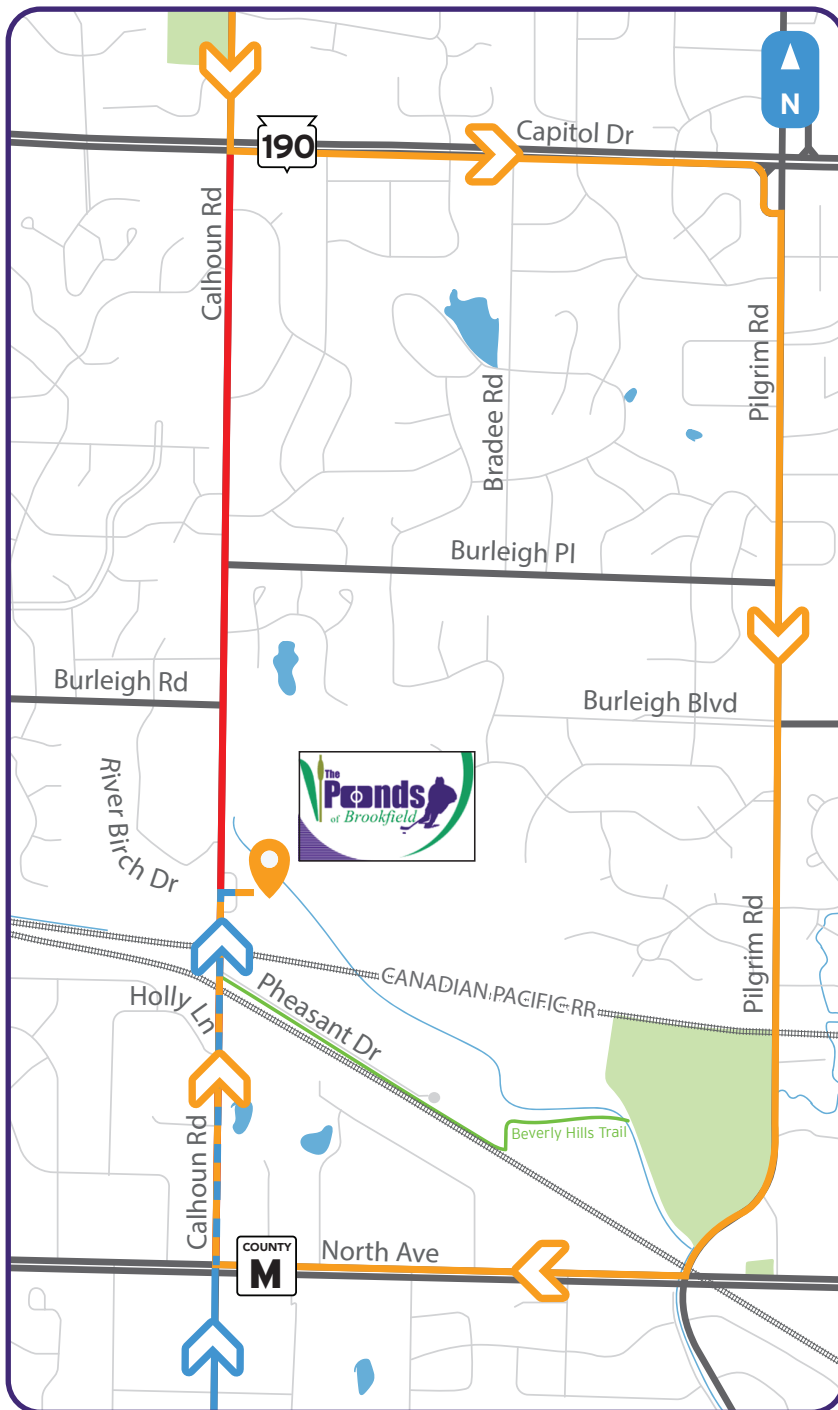 N
Capitol Dr
190
Calhoun Rd
Pilgrim Rd
Bradee Rd
Burleigh Pl
Burleigh Rd
Burleigh Blvd
The
Ponds
of Brookfield
River Birch Dr
Pilgrim Rd
CANADIAN PACIFIC RR
Pheasant Dr
Holly Ln
Calhoun Rd
Beverly Hills Trail
COUNTY
M
North Ave